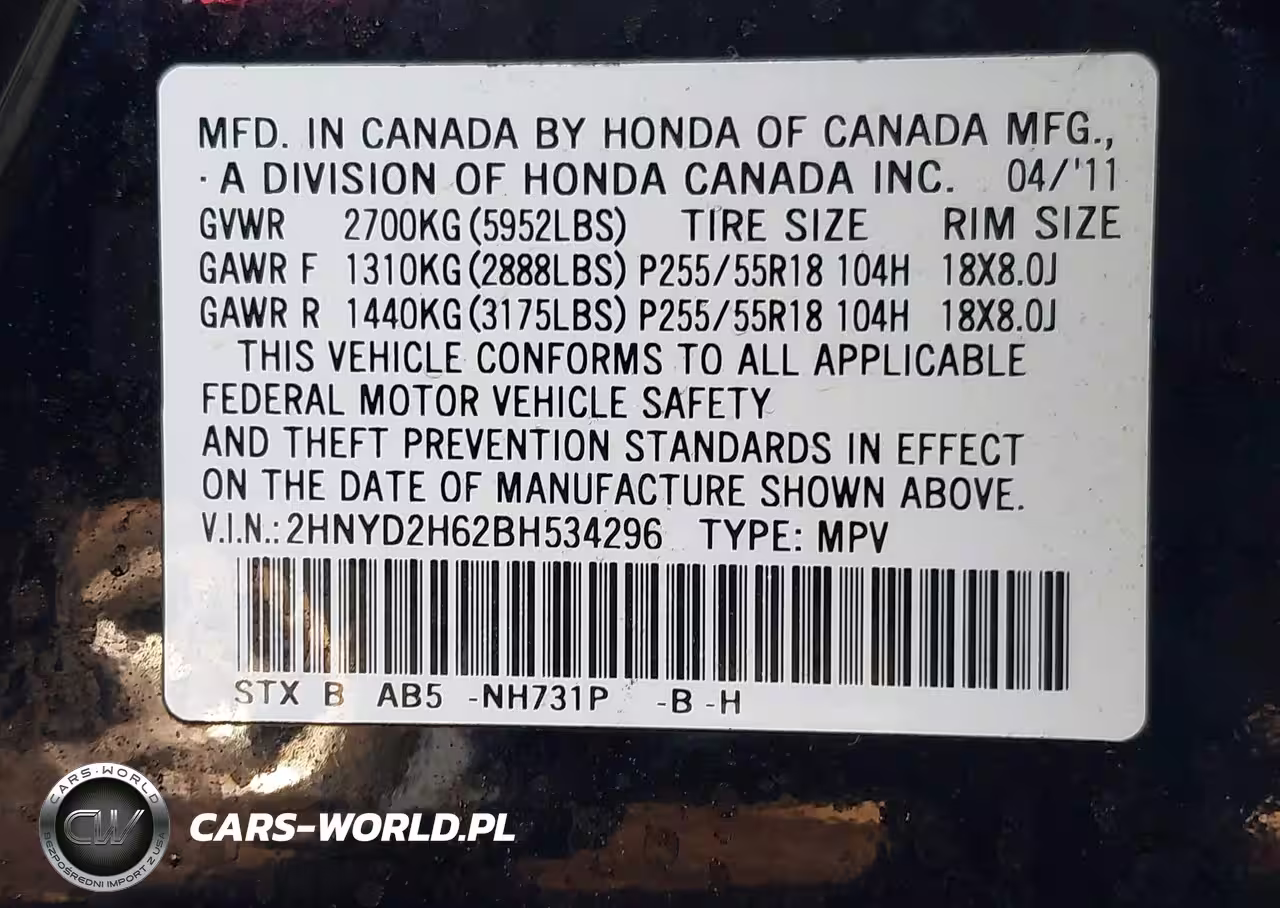 MFD. IN CANADA BY HONDA OF CANADA MFG.,
· A DIVISION OF HONDA CANADA INC. 04/'11
GVWR 2700KG (5952LBS) TIRE SIZE RIM SIZE
GAWR F 1310KG (2888LBS) P255/55R18 104H 18X8.0J
GAWR R 1440KG (3175LBS) P255/55R18 104H 18X8.0J
THIS VEHICLE CONFORMS TO ALL APPLICABLE
FEDERAL MOTOR VEHICLE SAFETY
AND THEFT PREVENTION STANDARDS IN EFFECT
ON THE DATE OF MANUFACTURE SHOWN ABOVE.
V.I.N.: 2HNYD2H62BH534296 TYPE: MPV
STX B AB5 -NH731P -B -H
CARS-WORLD
CW
BEZPOŚREDNI IMPORT Z USA
CARS-WORLD.PL